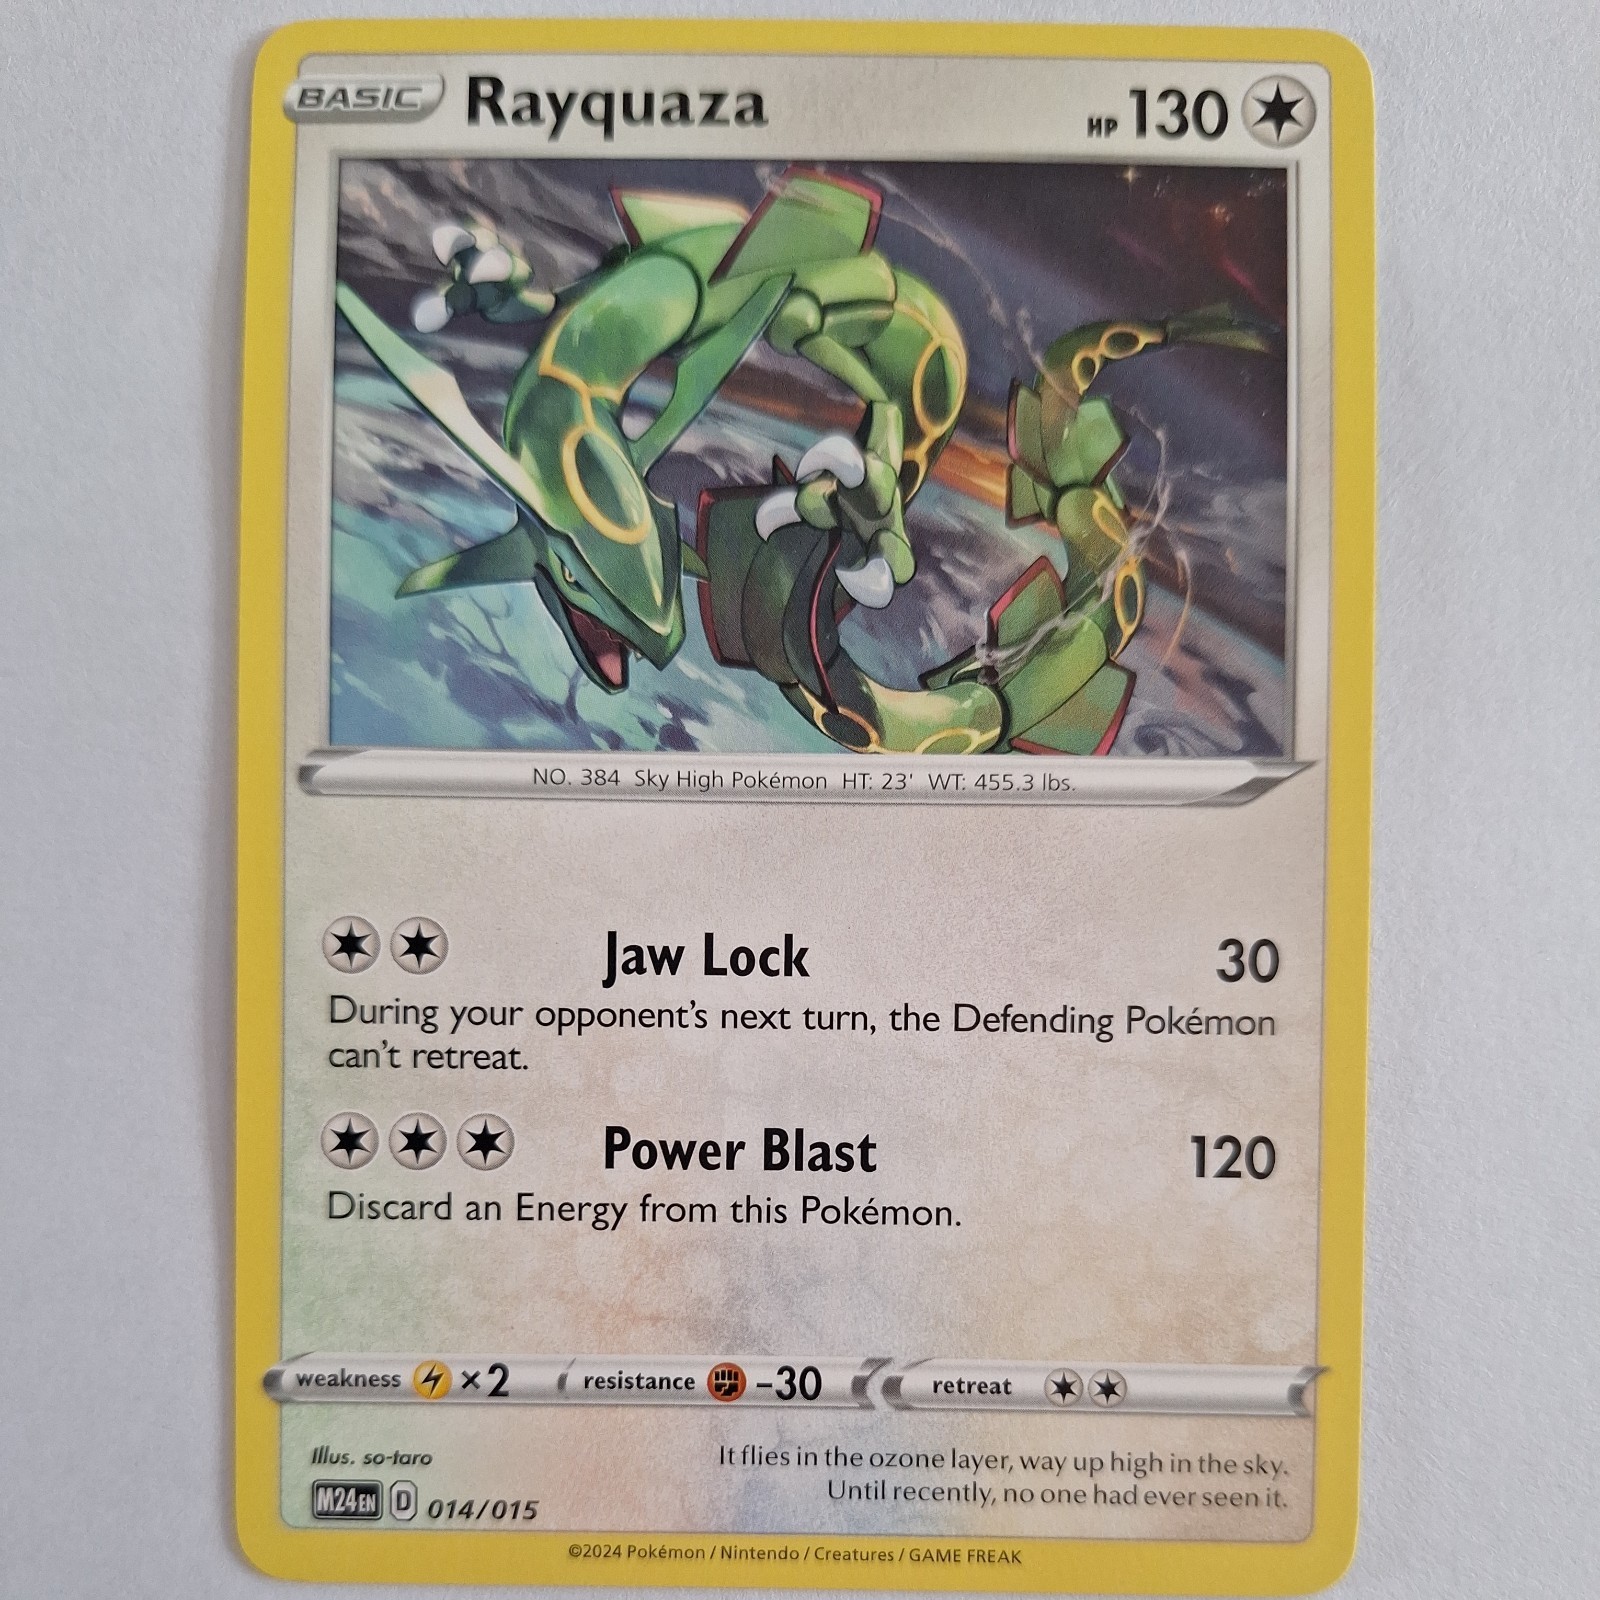 BASIC Rayquaza HP 130
NO. 384 Sky High Pokémon HT: 23' WT: 455.3 lbs.
Jaw Lock 30
During your opponent's next turn, the Defending Pokémon
can't retreat.
Power Blast 120
Discard an Energy from this Pokémon.
weakness ×2 resistance -30 retreat
Illus. so-taro
It flies in the ozone layer, way up high in the sky.
Until recently, no one had ever seen it.
M24 EN D 014/015
©2024 Pokémon / Nintendo / Creatures / GAME FREAK